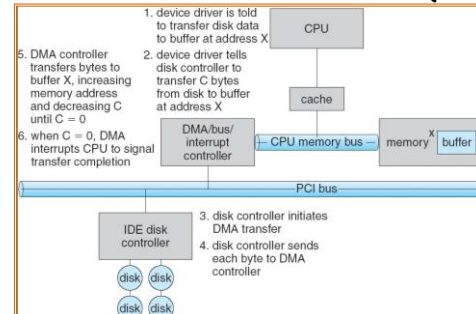 1. device driver is told
to transfer disk data
to buffer at address X
2. device driver tells
disk controller to
transfer C bytes
from disk to buffer
at address X
5. DMA controller
transfers bytes to
buffer X, increasing
memory address
and decreasing C
until C = 0
6. when C = 0, DMA
interrupts CPU to signal
transfer completion
CPU
cache
DMA/bus/
interrupt
controller
CPU memory bus
memory
X
buffer
PCI bus
IDE disk
controller
3. disk controller initiates
DMA transfer
4. disk controller sends
each byte to DMA
controller
disk disk
disk disk